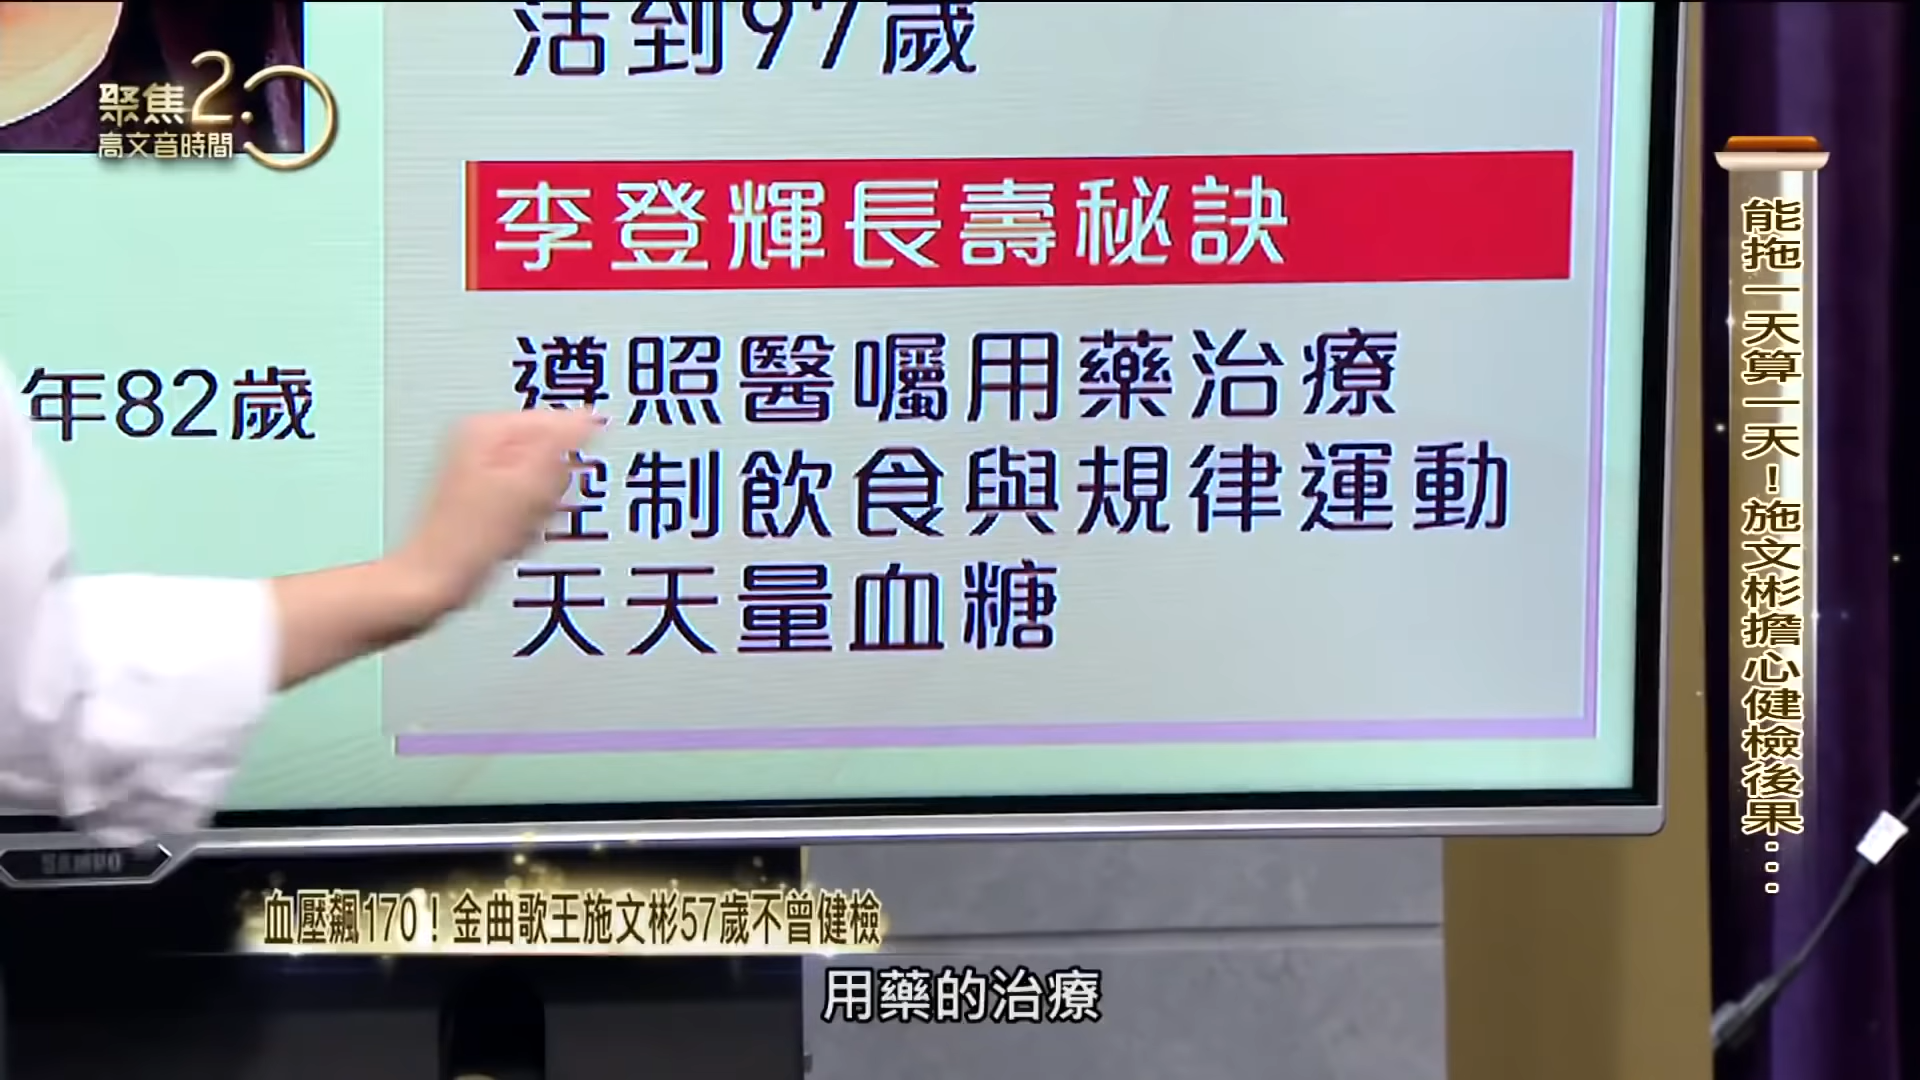 活到97歲
聚焦2.0
高文音時間
李登輝長壽秘訣
遵照醫囑用藥治療
控制飲食與規律運動
天天量血糖
年82歲
能拖一天算一天！施文彬擔心健檢後果…
SAMPO
血壓飆170！金曲歌王施文彬57歲不曾健檢
用藥的治療